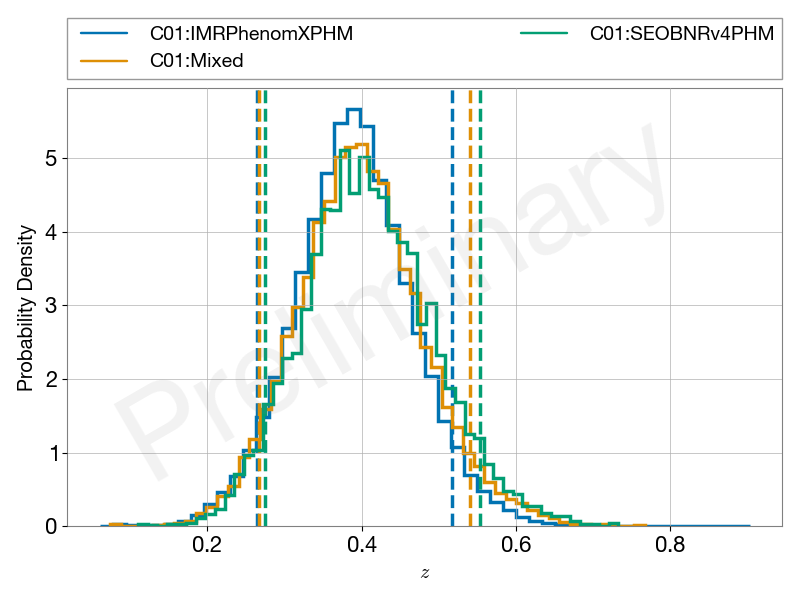 C01:IMRPhenomXPHM
C01:SEOBNRv4PHM
C01:Mixed
Preliminary
Probability Density
5
4
3
2
1
0
0.2
0.4
0.6
0.8
z